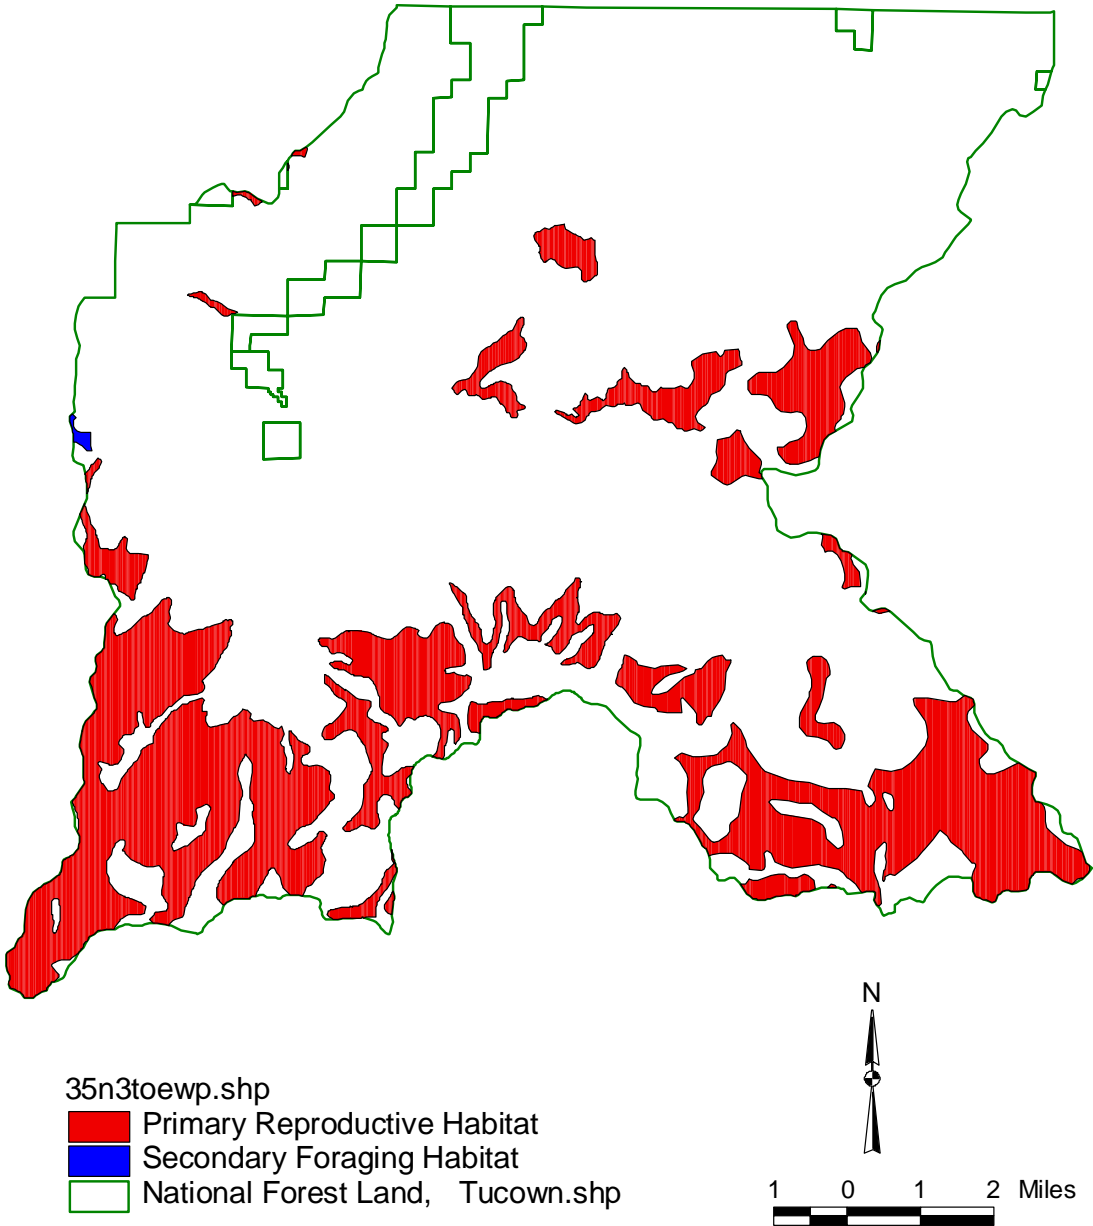 N
35n3toewp.shp
Primary Reproductive Habitat
Secondary Foraging Habitat
National Forest Land, Tucown.shp
1 0 1 2 Miles